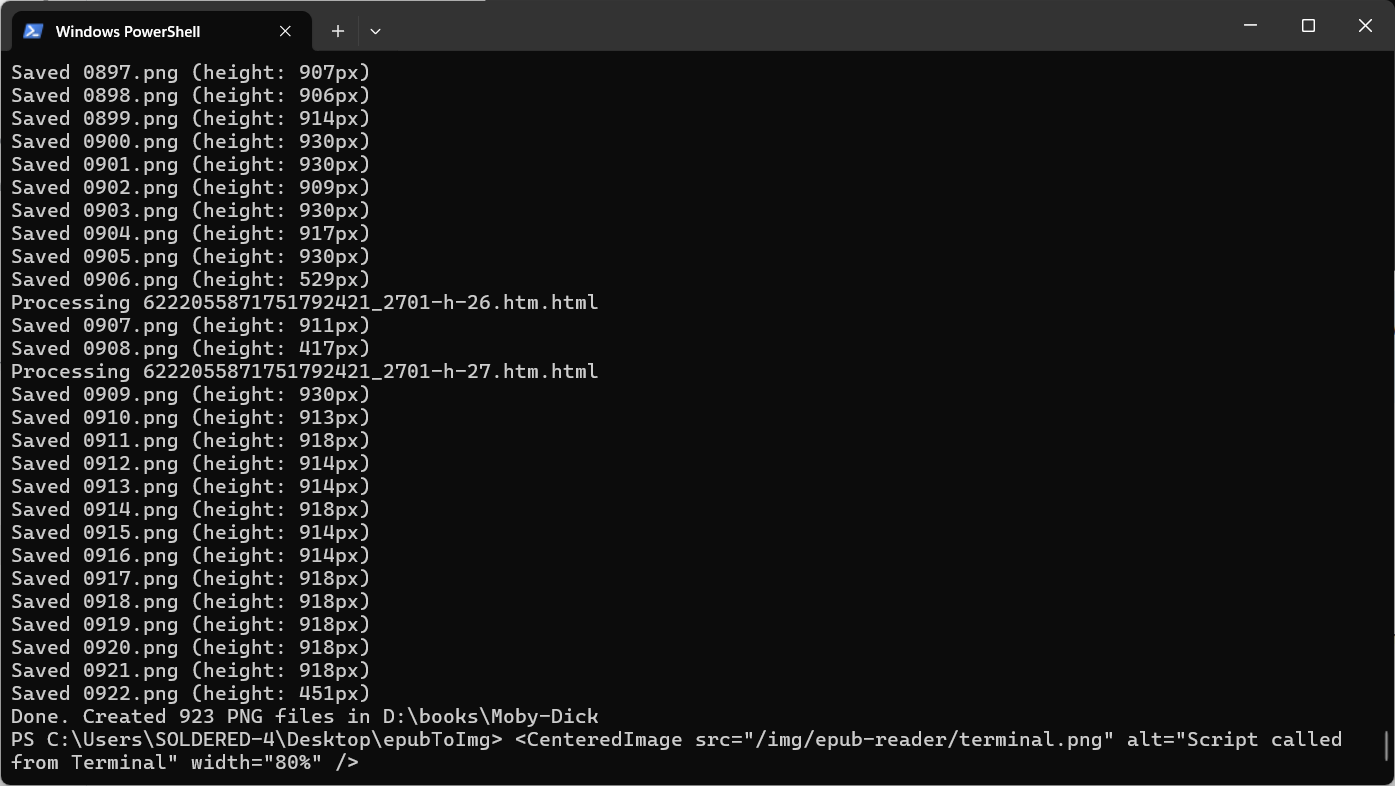 Windows PowerShell
Saved 0897.png (height: 907px)
Saved 0898.png (height: 906px)
Saved 0899.png (height: 914px)
Saved 0900.png (height: 930px)
Saved 0901.png (height: 930px)
Saved 0902.png (height: 909px)
Saved 0903.png (height: 930px)
Saved 0904.png (height: 917px)
Saved 0905.png (height: 930px)
Saved 0906.png (height: 529px)
Processing 6222055871751792421_2701-h-26.htm.html
Saved 0907.png (height: 911px)
Saved 0908.png (height: 417px)
Processing 6222055871751792421_2701-h-27.htm.html
Saved 0909.png (height: 930px)
Saved 0910.png (height: 913px)
Saved 0911.png (height: 918px)
Saved 0912.png (height: 914px)
Saved 0913.png (height: 914px)
Saved 0914.png (height: 918px)
Saved 0915.png (height: 914px)
Saved 0916.png (height: 914px)
Saved 0917.png (height: 918px)
Saved 0918.png (height: 918px)
Saved 0919.png (height: 918px)
Saved 0920.png (height: 918px)
Saved 0921.png (height: 918px)
Saved 0922.png (height: 451px)
Done. Created 923 PNG files in D:\books\Moby-Dick
PS C:\Users\SOLDERED-4\Desktop\epubToImg> <CenteredImage src="/img/epub-reader/terminal.png" alt="Script called
from Terminal" width="80%" />